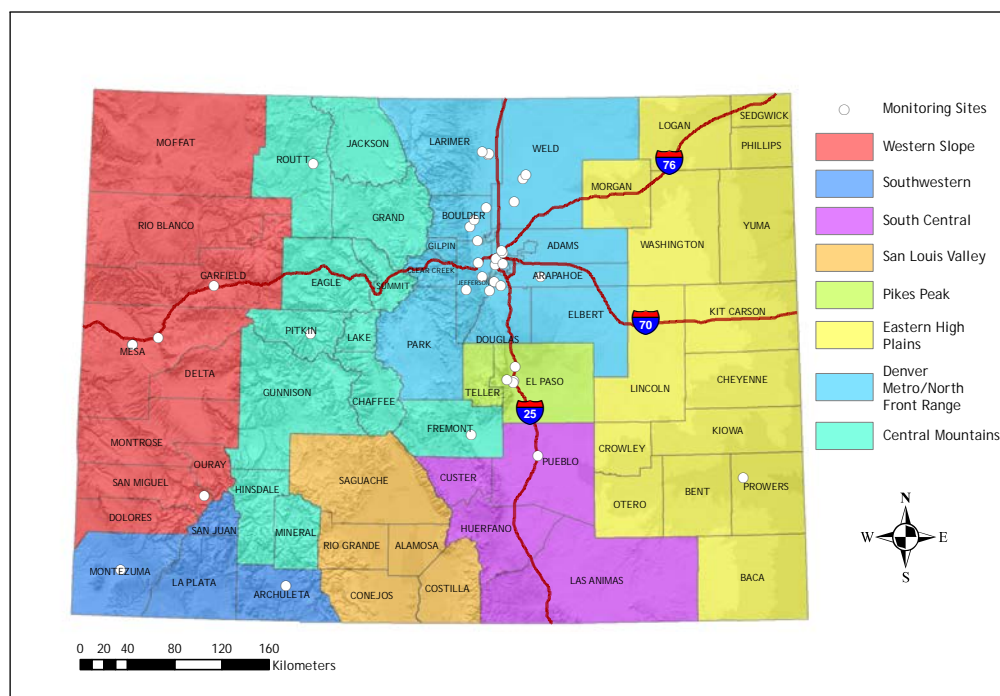 MOFFAT
ROUTT
JACKSON
LARIMER
WELD
LOGAN
SEDGWICK
PHILLIPS
76
MORGAN
RIO BLANCO
GRAND
BOULDER
GILPIN
ADAMS
WASHINGTON
YUMA
GARFIELD
EAGLE
SUMMIT
CLEAR CREEK
JEFFERSON
ARAPAHOE
ELBERT
70
KIT CARSON
MESA
PITKIN
LAKE
PARK
DOUGLAS
DELTA
GUNNISON
CHAFFEE
TELLER
EL PASO
LINCOLN
CHEYENNE
25
MONTROSE
FREMONT
KIOWA
OURAY
CROWLEY
PUEBLO
SAN MIGUEL
HINSDALE
SAGUACHE
CUSTER
OTERO
BENT
PROWERS
DOLORES
SAN JUAN
MINERAL
HUERFANO
RIO GRANDE
ALAMOSA
MONTEZUMA
LA PLATA
ARCHULETA
CONEJOS
COSTILLA
LAS ANIMAS
BACA
Monitoring Sites
Western Slope
Southwestern
South Central
San Louis Valley
Pikes Peak
Eastern High
Plains
Denver
Metro/North
Front Range
Central Mountains
N
W E
S
0 20 40 80 120 160
Kilometers